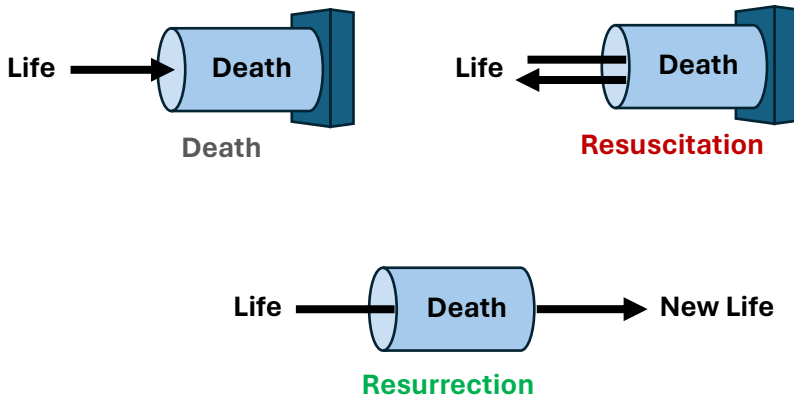 Life Death
Death
Life Death
Resuscitation
Life Death New Life
Resurrection